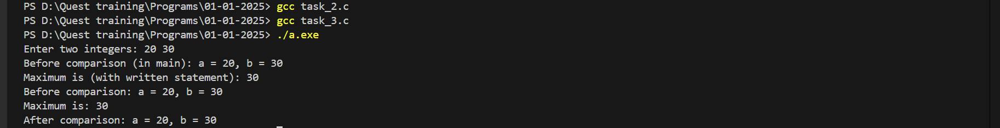 PS D:\Quest training\Programs\01-01-2025> gcc task_2.c
PS D:\Quest training\Programs\01-01-2025> gcc task_3.c
PS D:\Quest training\Programs\01-01-2025> ./a.exe
Enter two integers: 20 30
Before comparison (in main): a = 20, b = 30
Maximum is (with written statement): 30
Before comparison: a = 20, b = 30
Maximum is: 30
After comparison: a = 20, b = 30